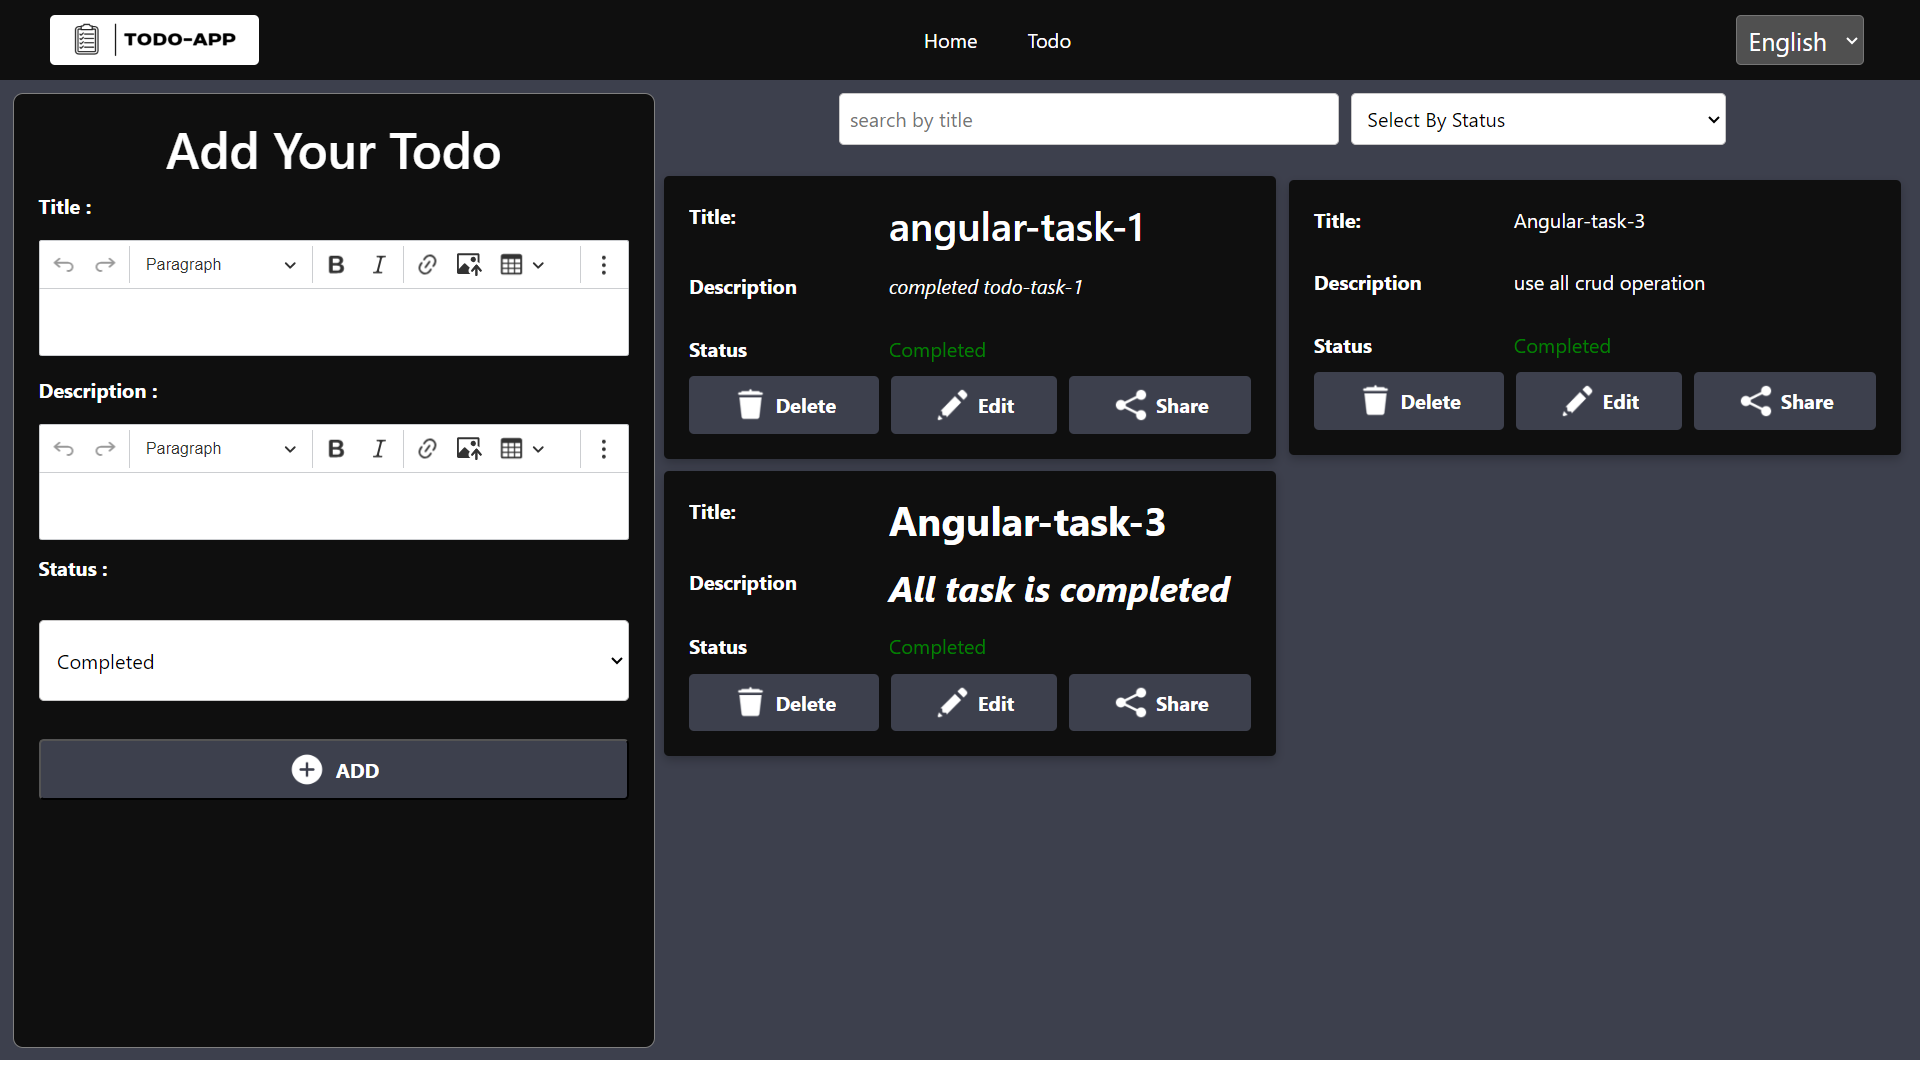 TODO-APP
Home
Todo
English
Add Your Todo
Title :
Paragraph
B I
Description :
Paragraph
B I
Status :
Completed
ADD
search by title
Select By Status
Title: angular-task-1
Description completed todo-task-1
Status Completed
Delete Edit Share
Title: Angular-task-3
Description use all crud operation
Status Completed
Delete Edit Share
Title: Angular-task-3
Description All task is completed
Status Completed
Delete Edit Share